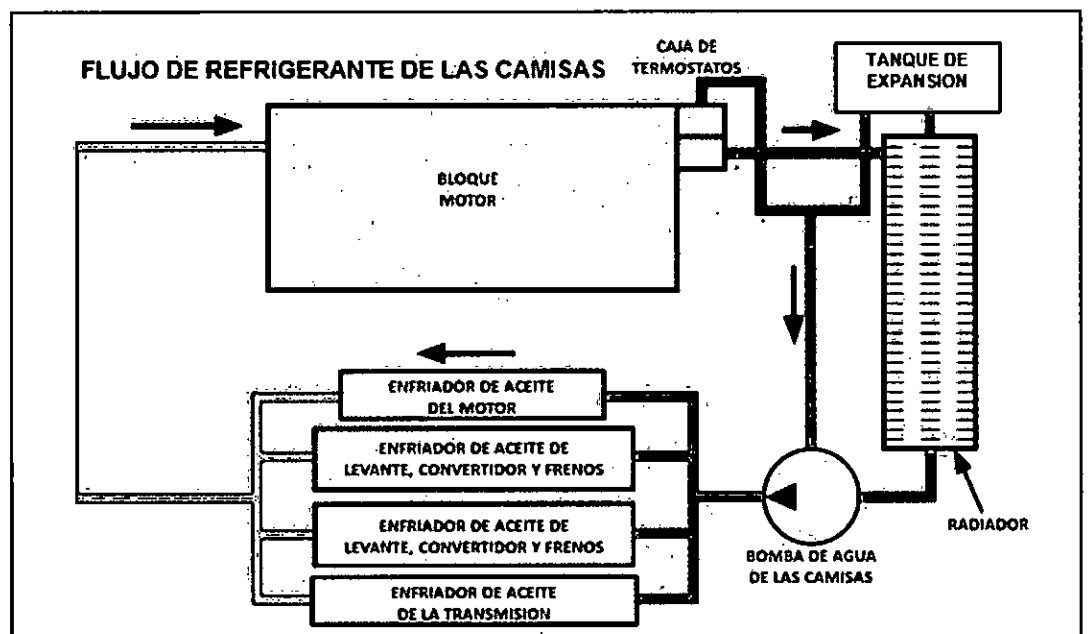 FLUJO DE REFRIGERANTE DE LAS CAMISAS
CAJA DE
TERMOSTATOS
TANQUE DE
EXPANSION
BLOQUE
MOTOR
ENFRIADOR DE ACEITE
DEL MOTOR
ENFRIADOR DE ACEITE DE
LEVANTE, CONVERTIDOR Y FRENOS
ENFRIADOR DE ACEITE DE
LEVANTE, CONVERTIDOR Y FRENOS
ENFRIADOR DE ACEITE
DE LA TRANSMISION
BOMBA DE AGUA
DE LAS CAMISAS
RADIADOR